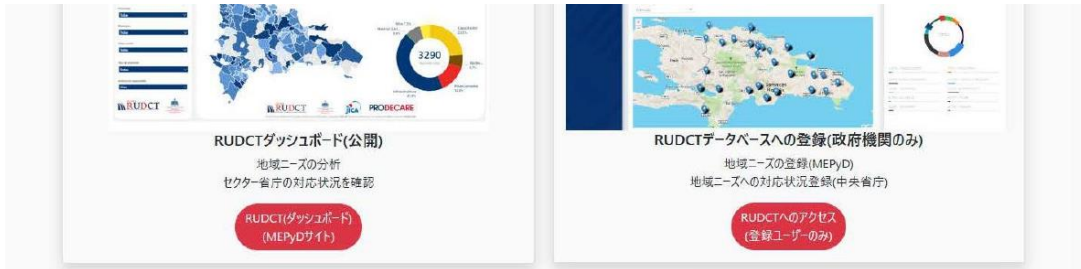 3290
RUDCT
jica
PRODECARE
RUDCTダッシュボード(公開)
地域ニーズの分析
セクター省庁の対応状況を確認
RUDCT(ダッシュボード)
(MEPyDサイト)
RUDCTデータベースへの登録(政府機関のみ)
地域ニーズの登録(MEPyD)
地域ニーズへの対応状況登録(中央省庁)
RUDCTへのアクセス
(登録ユーザーのみ)